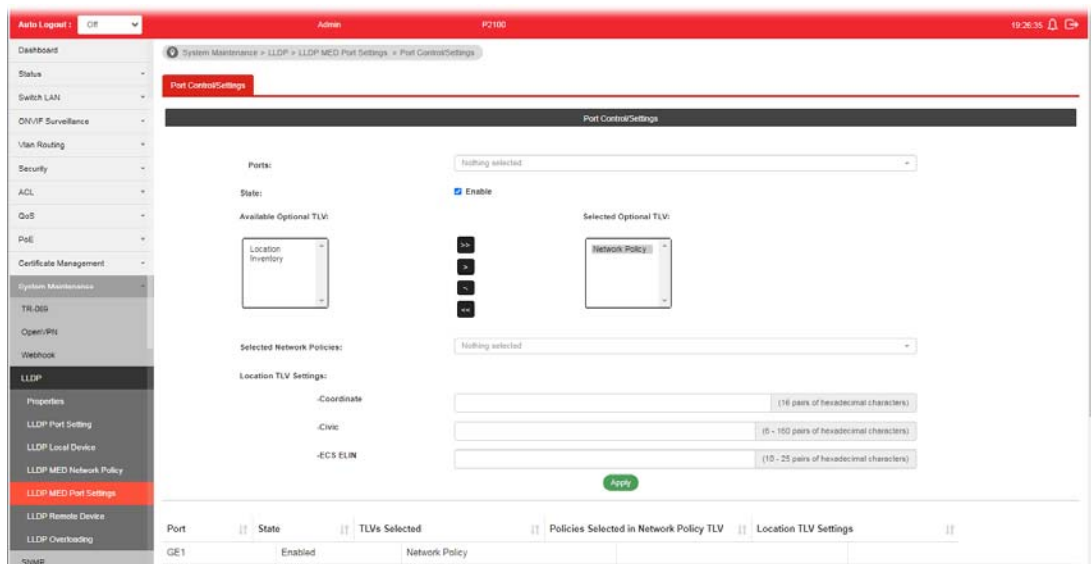 Auto Logout : Off Admin P2100 19:26:35
Dashboard
Status
Switch LAN
ONVIF Surveillance
Vlan Routing
Security
ACL
QoS
PoE
Certificate Management
System Maintenance
TR-069
OpenVPN
Webhook
LLDP
Properties
LLDP Port Setting
LLDP Local Device
LLDP MED Network Policy
LLDP MED Port Settings
LLDP Remote Device
LLDP Overloading
SNMP
System Maintenance » LLDP » LLDP MED Port Settings » Port Control/Settings
Port Control/Settings
Port Control/Settings
Ports: Nothing selected
State: Enable
Available Optional TLV: Selected Optional TLV:
Location
Inventory
>>
>
<
<<
Network Policy
Selected Network Policies: Nothing selected
Location TLV Settings:
-Coordinate (16 pairs of hexadecimal characters)
-Civic (6 - 160 pairs of hexadecimal characters)
-ECS ELIN (10 - 25 pairs of hexadecimal characters)
Apply
Port State TLVs Selected Policies Selected in Network Policy TLV Location TLV Settings
GE1 Enabled Network Policy